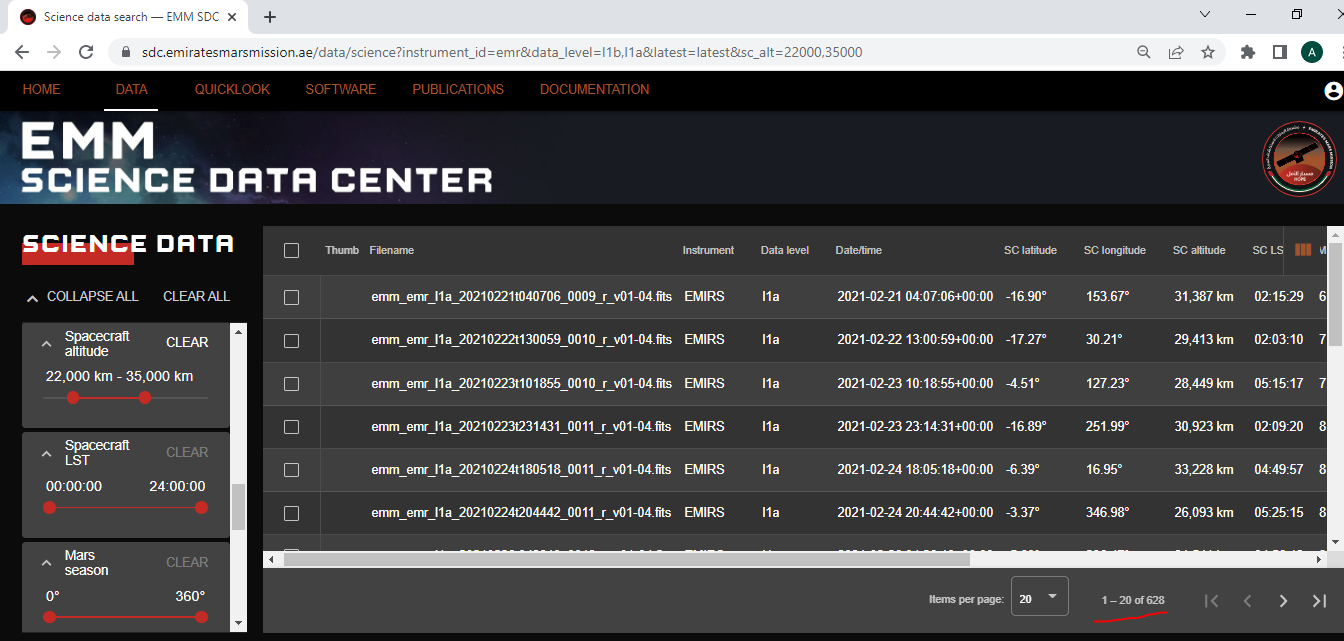 Science data search — EMM SDC
sdc.emiratesmarsmission.ae/data/science?instrument_id=emr&data_level=l1b,l1a&latest=latest&sc_alt=22000,35000
A
HOME DATA QUICKLOOK SOFTWARE PUBLICATIONS DOCUMENTATION
EMM
SCIENCE DATA CENTER
HOPE
SCIENCE DATA
COLLAPSE ALL CLEAR ALL
Spacecraft altitude CLEAR
22,000 km - 35,000 km
Spacecraft LST CLEAR
00:00:00 24:00:00
Mars season CLEAR
0° 360°
Thumb Filename Instrument Data level Date/time SC latitude SC longitude SC altitude SC LS M
emm_emr_l1a_20210221t040706_0009_r_v01-04.fits EMIRS l1a 2021-02-21 04:07:06+00:00 -16.90° 153.67° 31,387 km 02:15:29 6
emm_emr_l1a_20210222t130059_0010_r_v01-04.fits EMIRS l1a 2021-02-22 13:00:59+00:00 -17.27° 30.21° 29,413 km 02:03:10 7
emm_emr_l1a_20210223t101855_0010_r_v01-04.fits EMIRS l1a 2021-02-23 10:18:55+00:00 -4.51° 127.23° 28,449 km 05:15:17 7
emm_emr_l1a_20210223t231431_0011_r_v01-04.fits EMIRS l1a 2021-02-23 23:14:31+00:00 -16.89° 251.99° 30,923 km 02:09:20 8
emm_emr_l1a_20210224t180518_0011_r_v01-04.fits EMIRS l1a 2021-02-24 18:05:18+00:00 -6.39° 16.95° 33,228 km 04:49:57 8
emm_emr_l1a_20210224t204442_0011_r_v01-04.fits EMIRS l1a 2021-02-24 20:44:42+00:00 -3.37° 346.98° 26,093 km 05:25:15 8
Items per page: 20 1 – 20 of 628